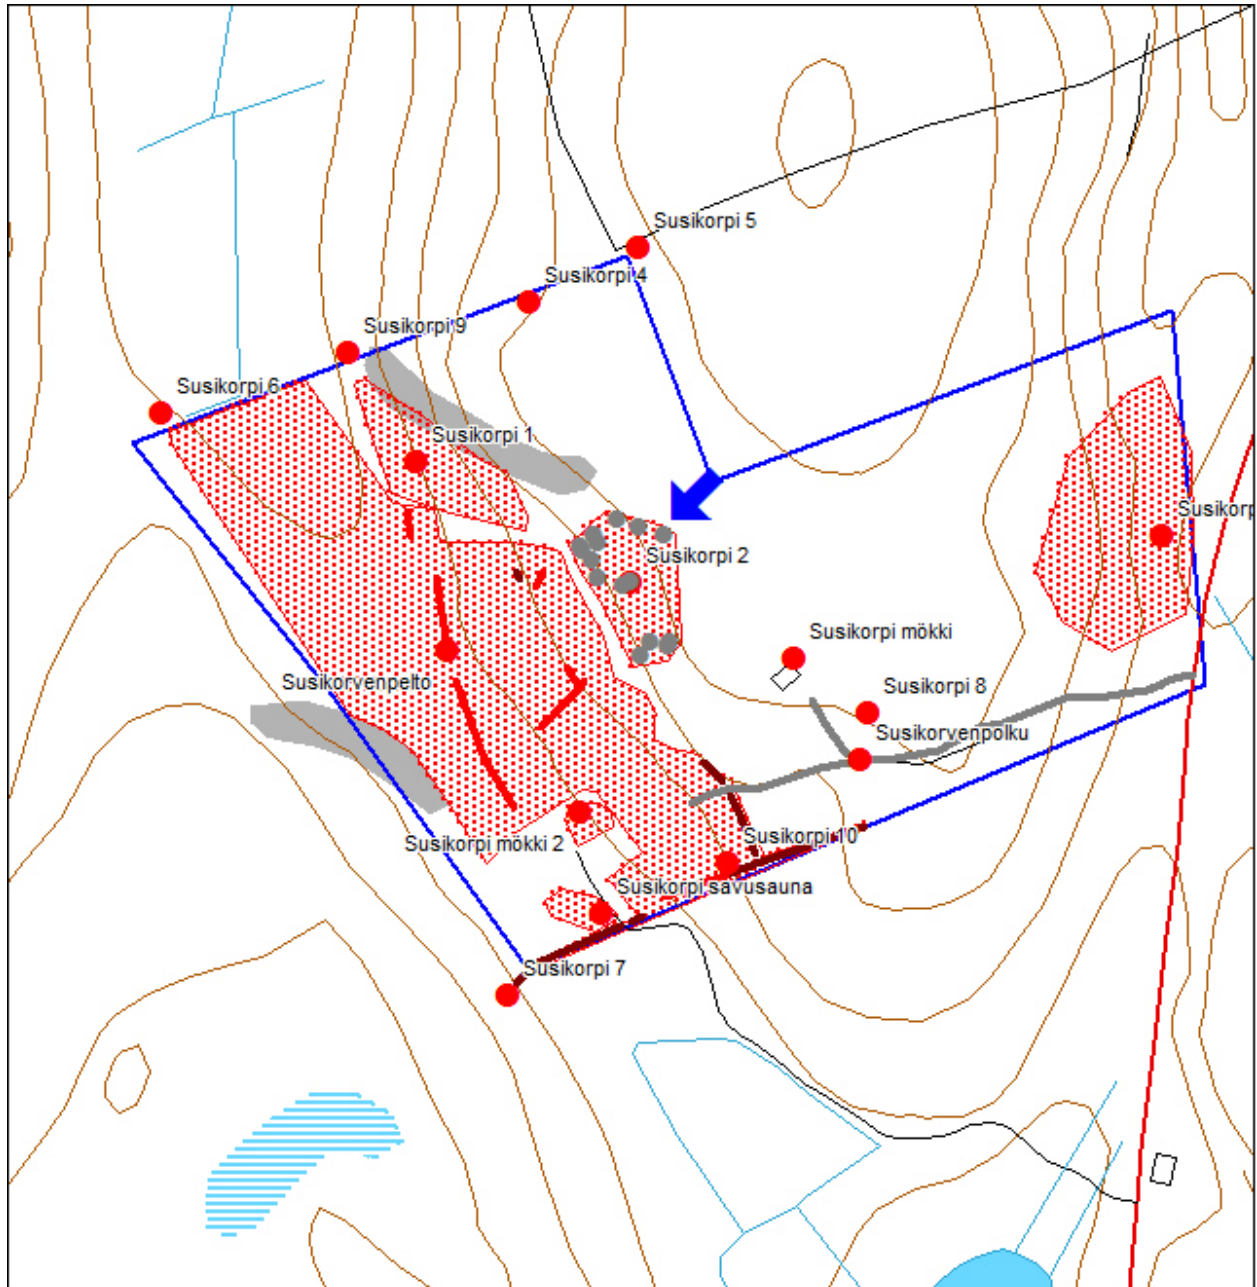 Susikorpi 5
Susikorpi 4
Susikorpi 9
Susikorpi 6
Susikorpi 1
Susikorp
Susikorpi 2
Susikorpi mökki
Susikorvenpelto
Susikorpi 8
Susikorvenpolku
Susikorpi mökki 2
Susikorpi 10
Susikorpi savusauna
Susikorpi 7